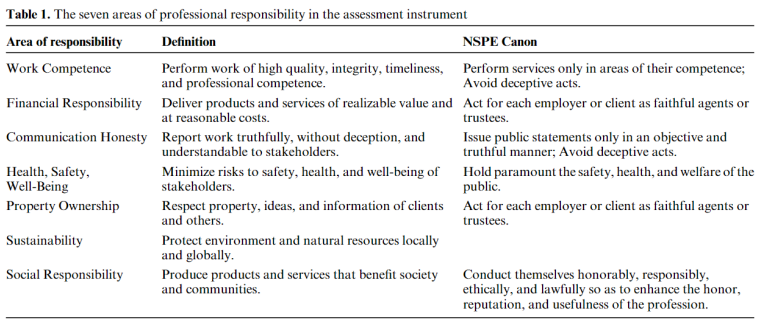 Table 1. The seven areas of professional responsibility in the assessment instrument
Area of responsibility Definition NSPE Canon
Work Competence Perform work of high quality, integrity, timeliness, Perform services only in areas of their competence;
and professional competence. Avoid deceptive acts.
Financial Responsibility Deliver products and services of realizable value and Act for each employer or client as faithful agents or
at reasonable costs. trustees.
Communication Honesty Report work truthfully, without deception, and Issue public statements only in an objective and
understandable to stakeholders. truthful manner; Avoid deceptive acts.
Health, Safety, Minimize risks to safety, health, and well-being of Hold paramount the safety, health, and welfare of the
Well-Being stakeholders. public.
Property Ownership Respect property, ideas, and information of clients Act for each employer or client as faithful agents or
and others. trustees.
Sustainability Protect environment and natural resources locally
and globally.
Social Responsibility Produce products and services that benefit society Conduct themselves honorably, responsibly,
and communities. ethically, and lawfully so as to enhance the honor,
reputation, and usefulness of the profession.